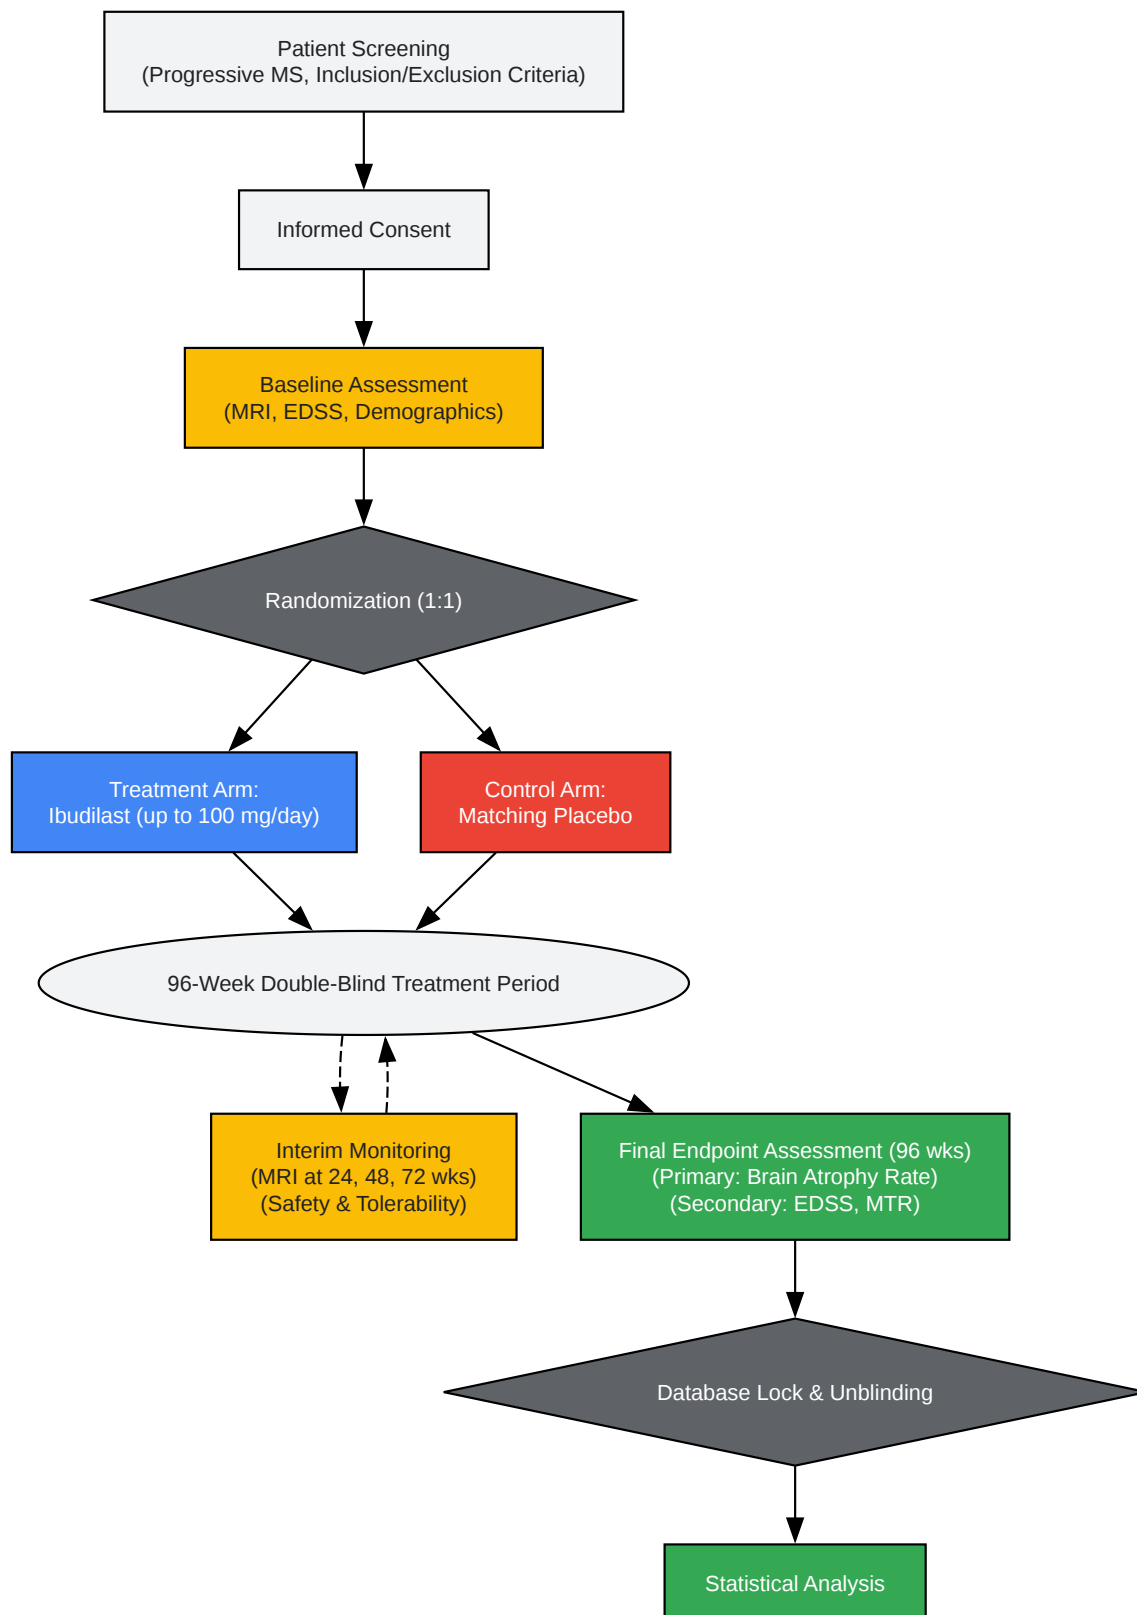 Patient Screening
(Progressive MS, Inclusion/Exclusion Criteria)
Informed Consent
Baseline Assessment
(MRI, EDSS, Demographics)
Randomization (1:1)
Treatment Arm:
Ibudilast (up to 100 mg/day)
Control Arm:
Matching Placebo
96-Week Double-Blind Treatment Period
Interim Monitoring
(MRI at 24, 48, 72 wks)
(Safety & Tolerability)
Final Endpoint Assessment (96 wks)
(Primary: Brain Atrophy Rate)
(Secondary: EDSS, MTR)
Database Lock & Unblinding
Statistical Analysis